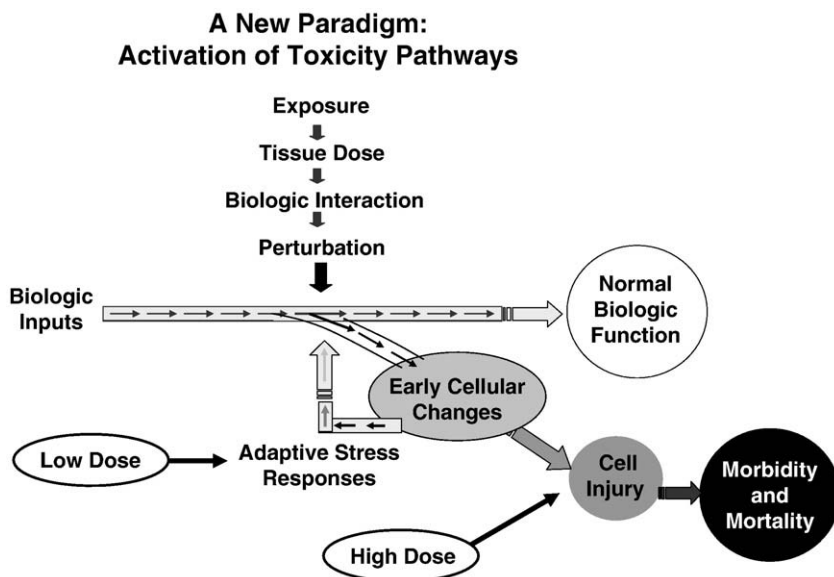 A New Paradigm:
Activation of Toxicity Pathways
Exposure
Tissue Dose
Biologic Interaction
Perturbation
Biologic
Inputs
Normal
Biologic
Function
Early Cellular
Changes
Low Dose
Adaptive Stress
Responses
Cell
Injury
Morbidity
and
Mortality
High Dose